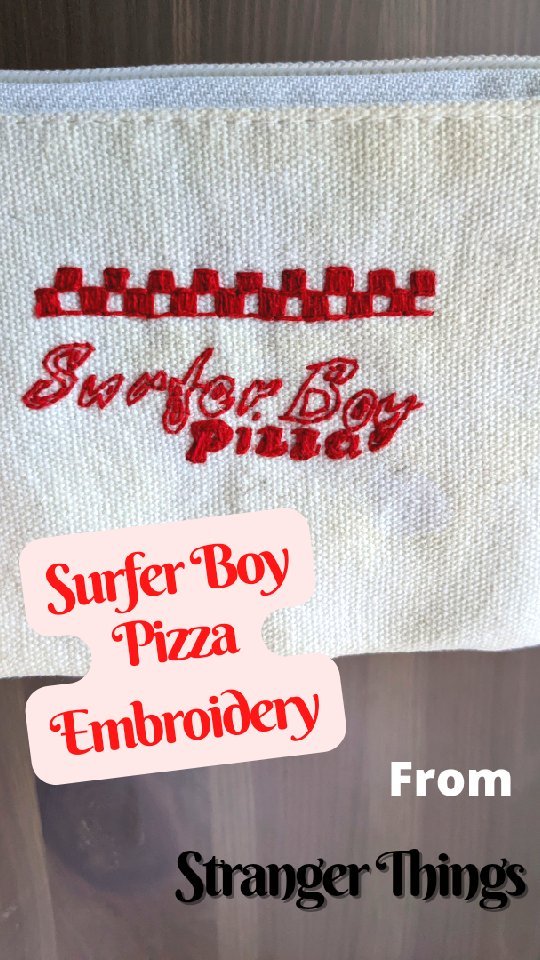 Surfer Boy
Pizza
Surfer Boy
Pizza
Embroidery
From
Stranger Things